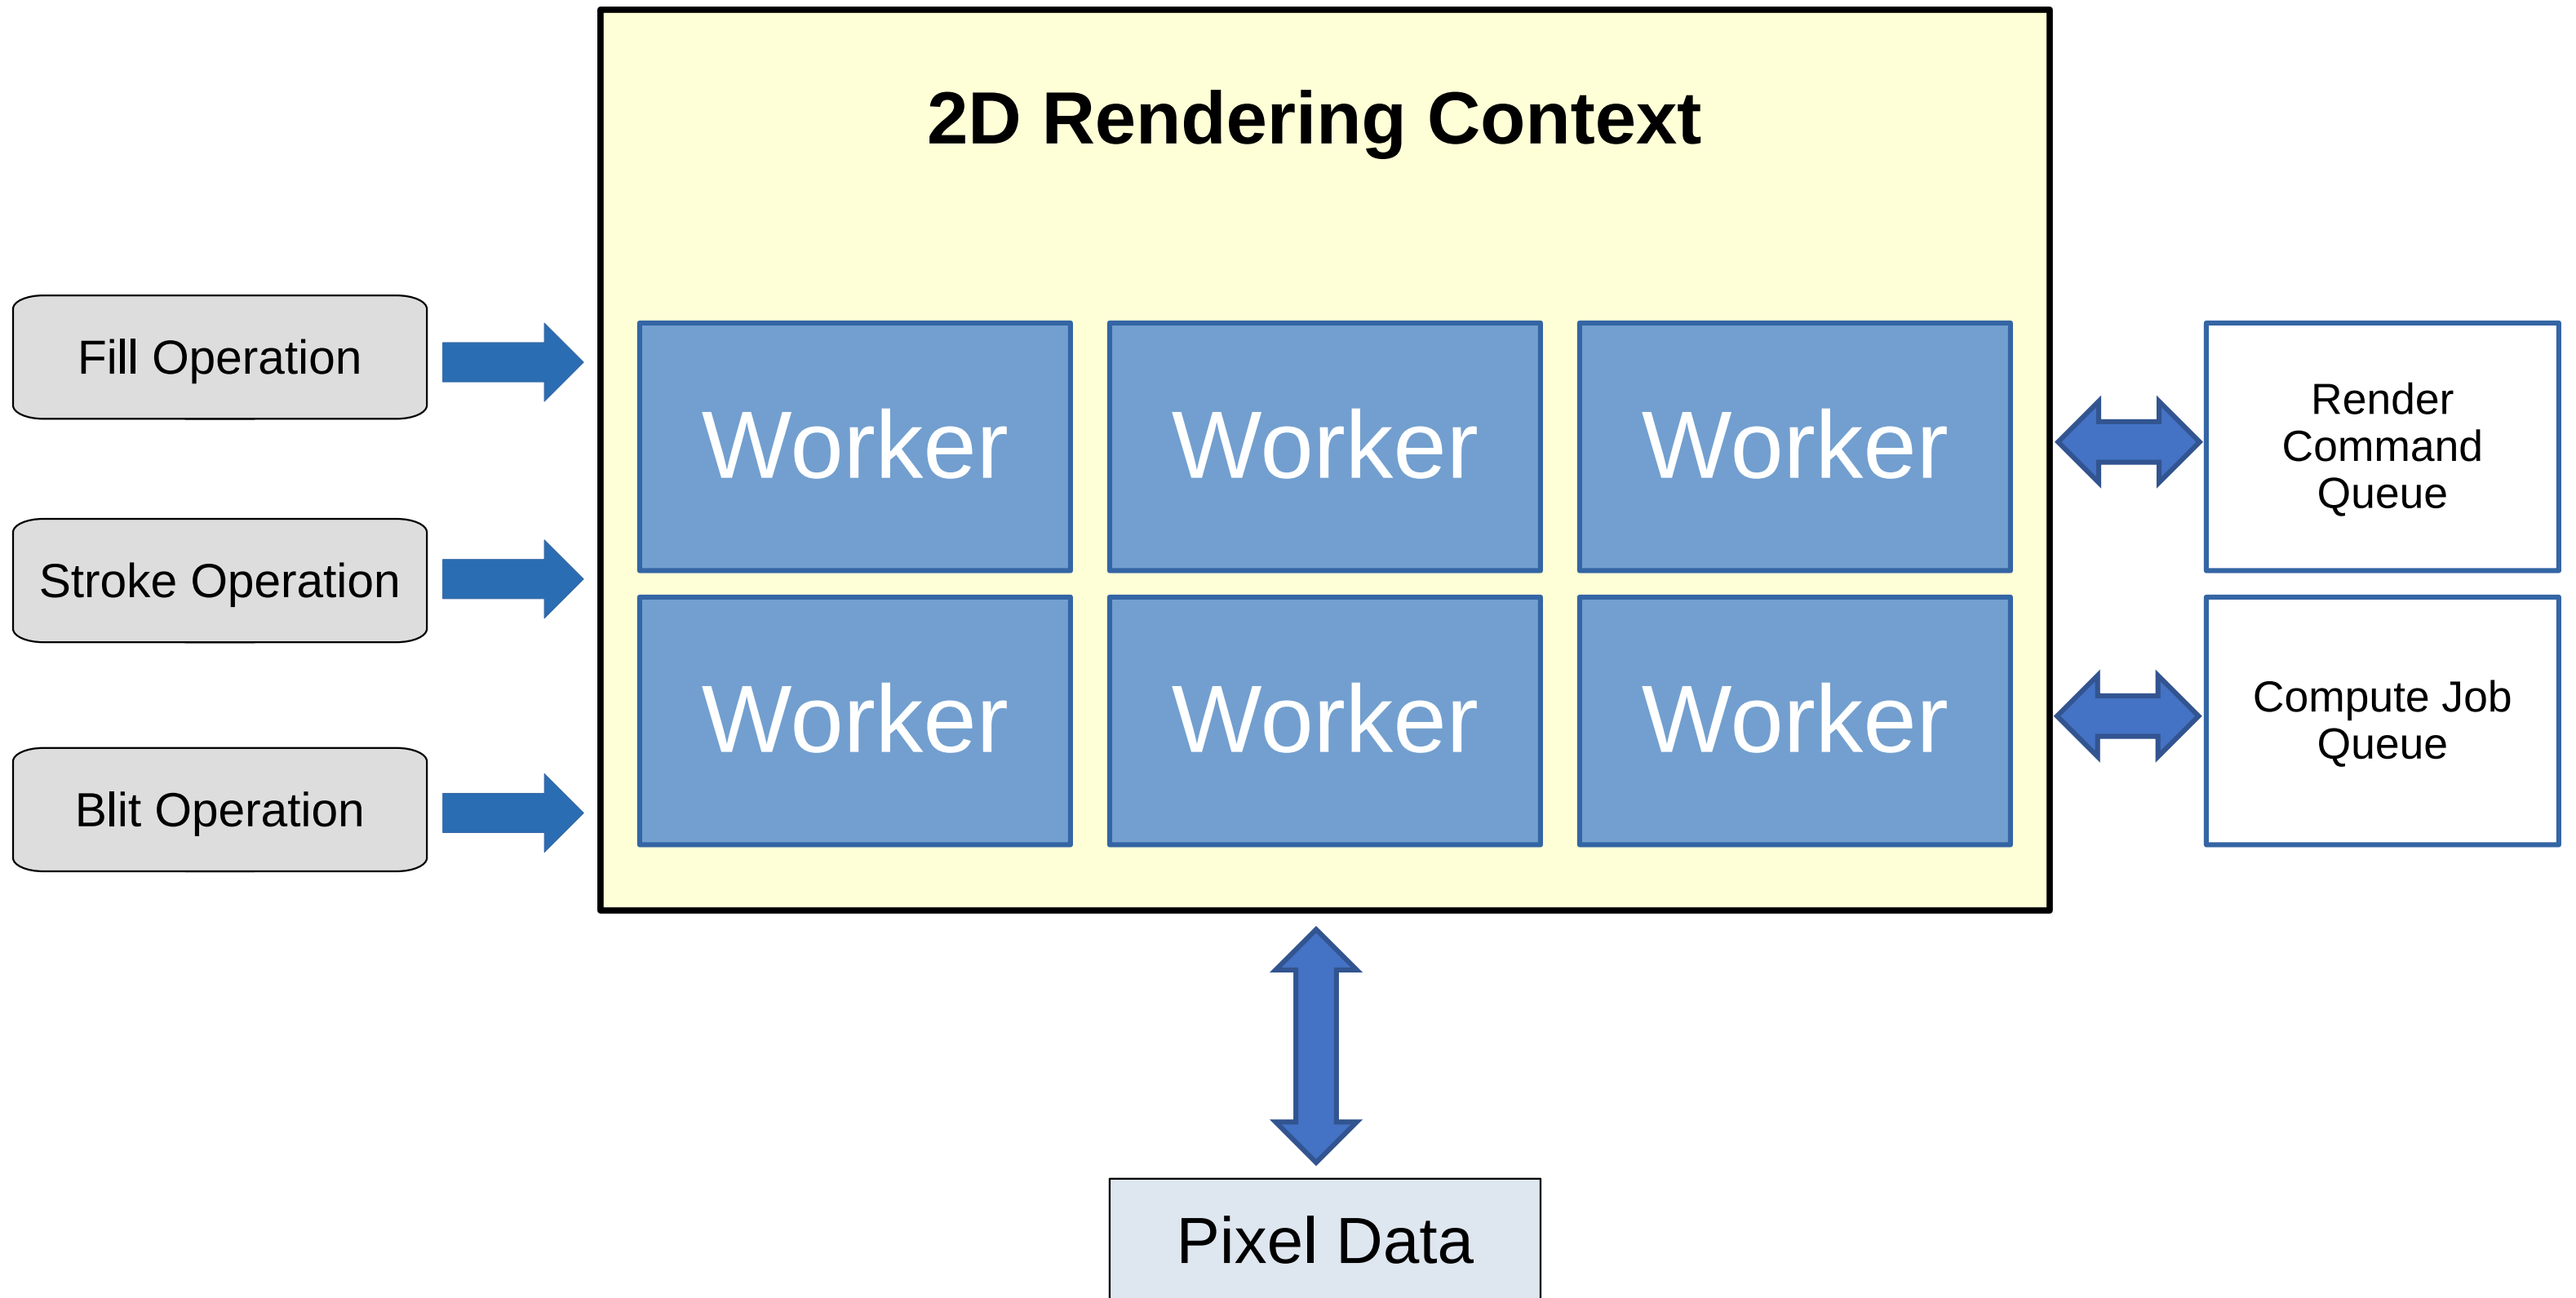 2D Rendering Context
Fill Operation
Stroke Operation
Blit Operation
Worker
Worker
Worker
Worker
Worker
Worker
Render
Command
Queue
Compute Job
Queue
Pixel Data